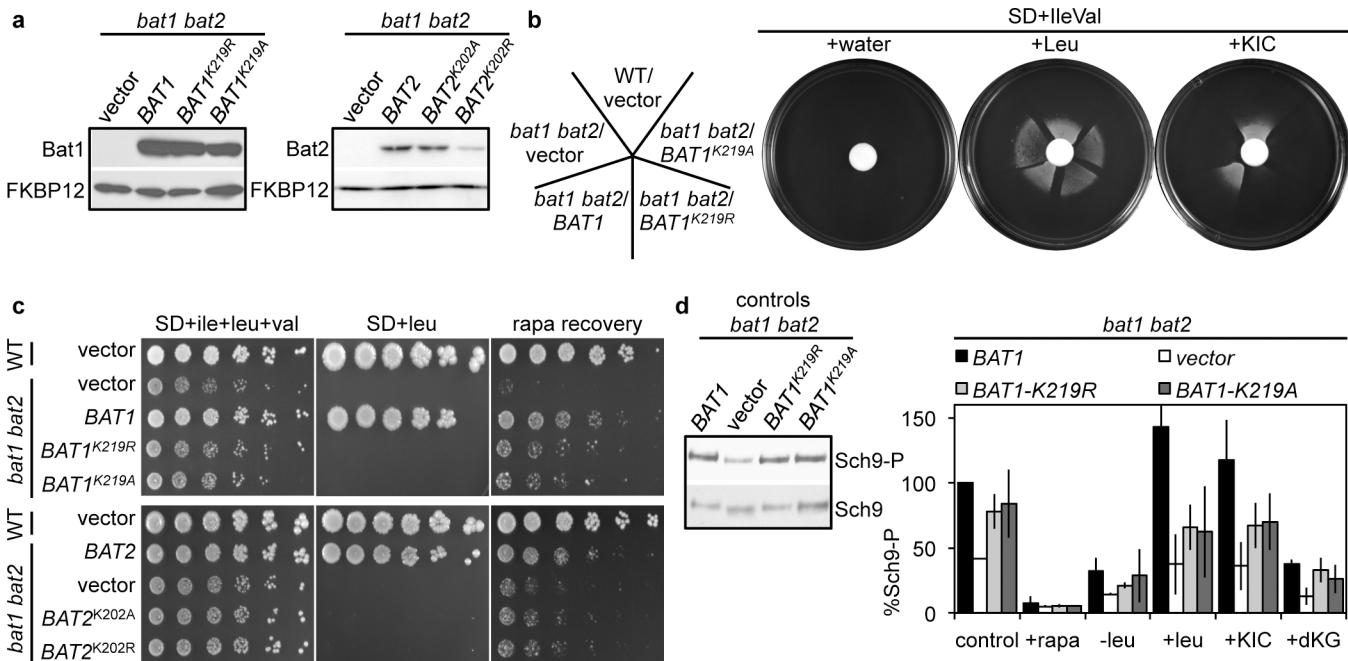 a
bat1 bat2
vector
BAT1
BAT1K219R
BAT1K219A
Bat1
FKBP12
bat1 bat2
vector
BAT2
BAT2K202A
BAT2K202R
Bat2
FKBP12
b
WT/
vector
bat1 bat2/
vector
bat1 bat2/
BAT1K219A
bat1 bat2/
BAT1
bat1 bat2/
BAT1K219R
SD+IleVal
+water
+Leu
+KIC
c
SD+ile+leu+val
SD+leu
rapa recovery
WT
vector
bat1 bat2
vector
BAT1
BAT1K219R
BAT1K219A
WT
vector
bat1 bat2
BAT2
vector
BAT2K202A
BAT2K202R
d
controls
bat1 bat2
BAT1
vector
BAT1K219R
BAT1K219A
Sch9-P
Sch9
bat1 bat2
BAT1
vector
BAT1-K219R
BAT1-K219A
%Sch9-P
150
100
50
0
control
+rapa
-leu
+leu
+KIC
+dKG